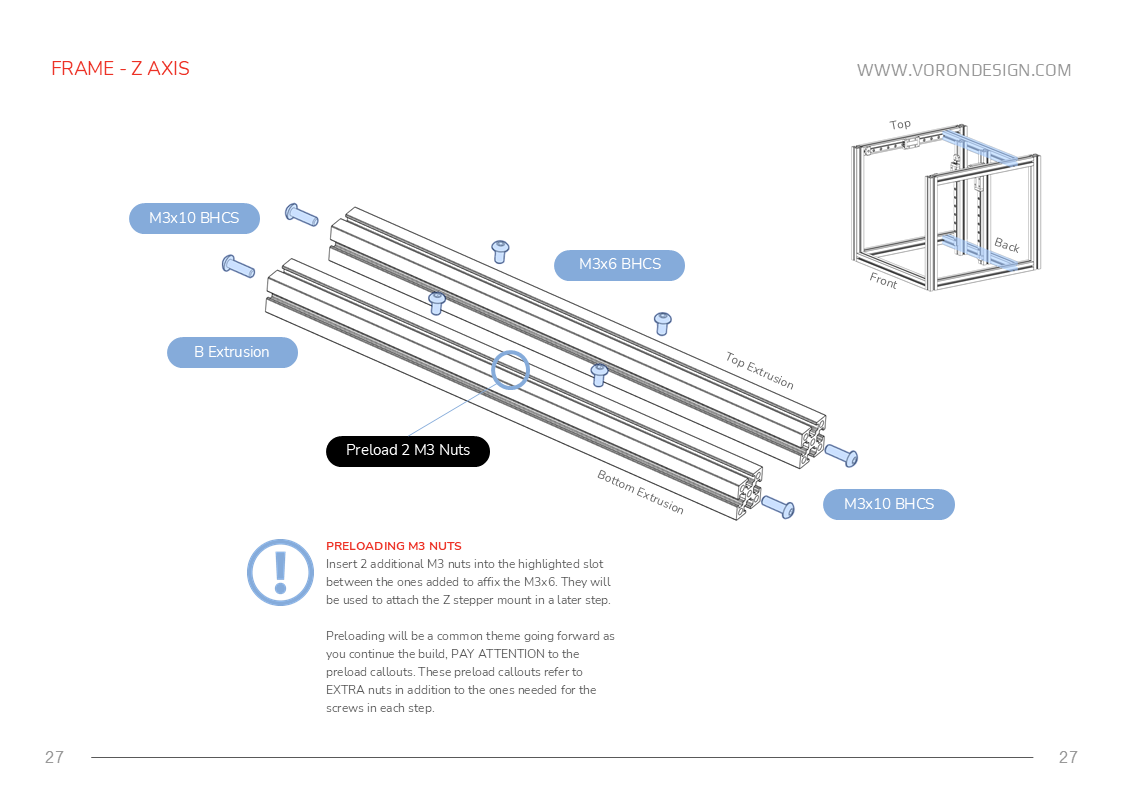 FRAME - Z AXIS
WWW.VORONDESIGN.COM
Top
Back
Front
M3x10 BHCS
M3x6 BHCS
B Extrusion
Top Extrusion
Preload 2 M3 Nuts
Bottom Extrusion
M3x10 BHCS
PRELOADING M3 NUTS
Insert 2 additional M3 nuts into the highlighted slot
between the ones added to affix the M3x6. They will
be used to attach the Z stepper mount in a later step.
Preloading will be a common theme going forward as
you continue the build, PAY ATTENTION to the
preload callouts. These preload callouts refer to
EXTRA nuts in addition to the ones needed for the
screws in each step.
27
27